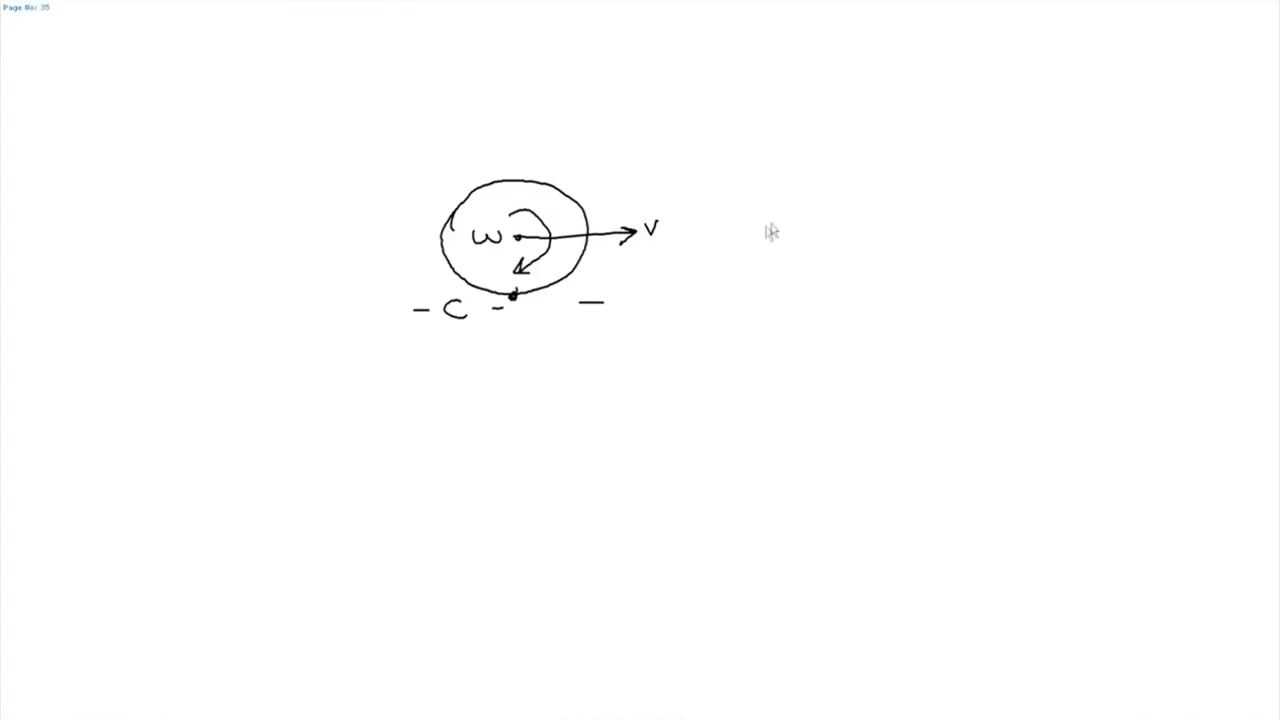 Page No: 35
ω
v
- C - -